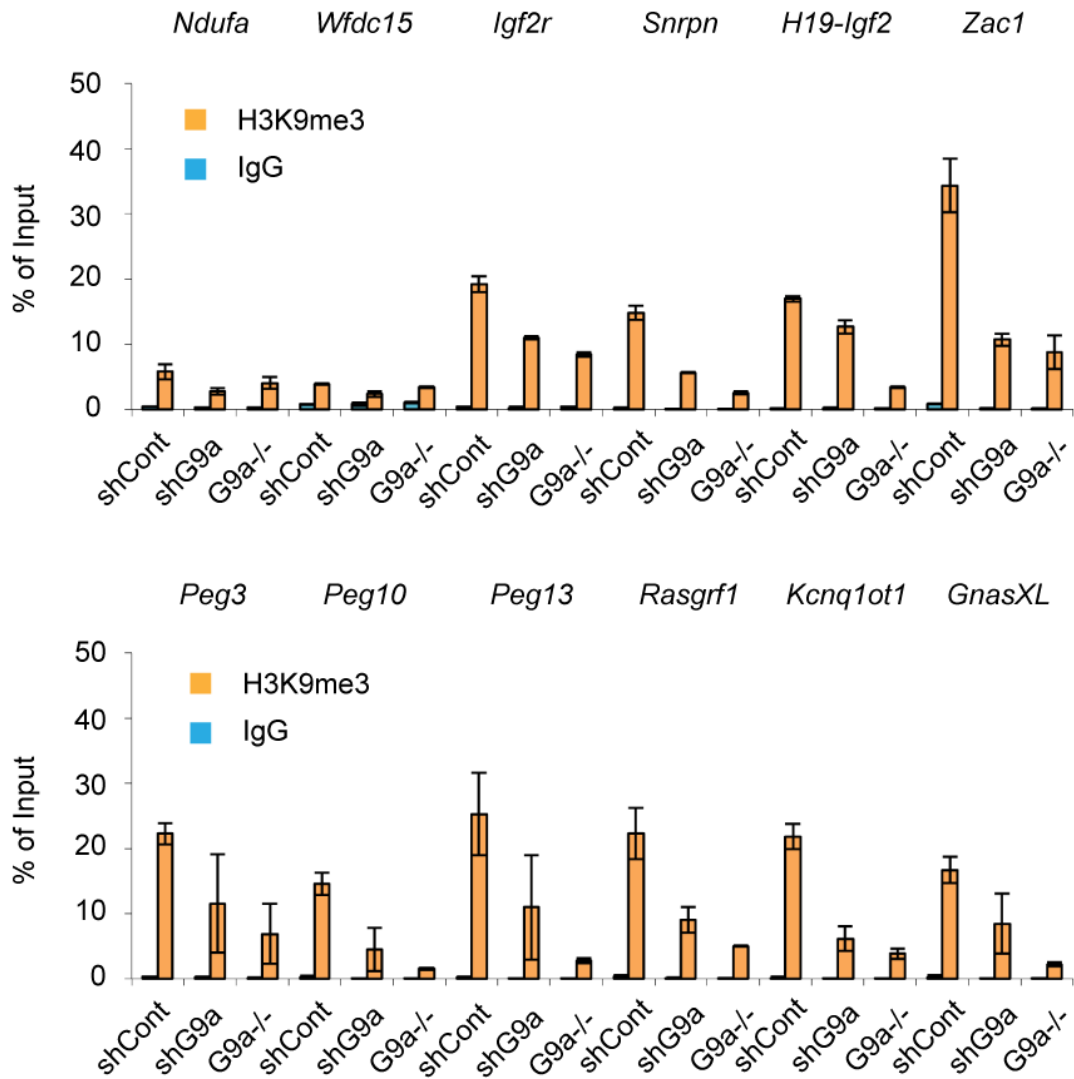 Ndufa Wfdc15 Igf2r Snrpn H19-Igf2 Zac1
50
H3K9me3
40
IgG
30
20
10
0
% of Input
shCont shG9a G9a-/- shCont shG9a G9a-/- shCont shG9a G9a-/- shCont shG9a G9a-/- shCont shG9a G9a-/- shCont shG9a G9a-/-
Peg3 Peg10 Peg13 Rasgrf1 Kcnq1ot1 GnasXL
50
H3K9me3
40
IgG
30
20
10
0
% of Input
shCont shG9a G9a-/- shCont shG9a G9a-/- shCont shG9a G9a-/- shCont shG9a G9a-/- shCont shG9a G9a-/- shCont shG9a G9a-/-